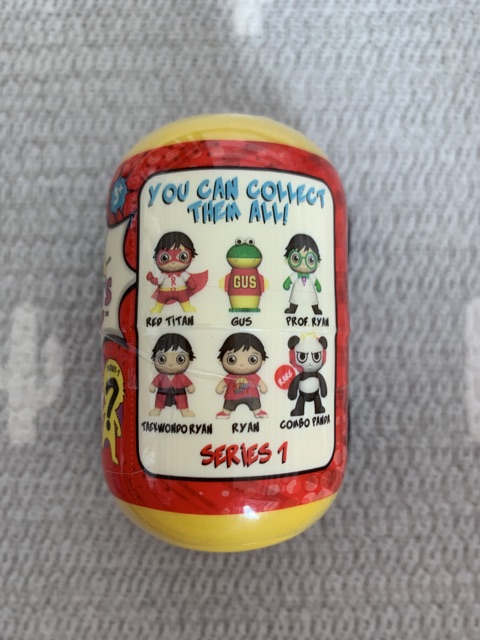 YOU CAN COLLECT
THEM ALL!
GUS
RED TITAN
GUS
PROF. RYAN
RARE
TAEKWONDO RYAN
RYAN
COMBO PANDA
SERIES 1
?